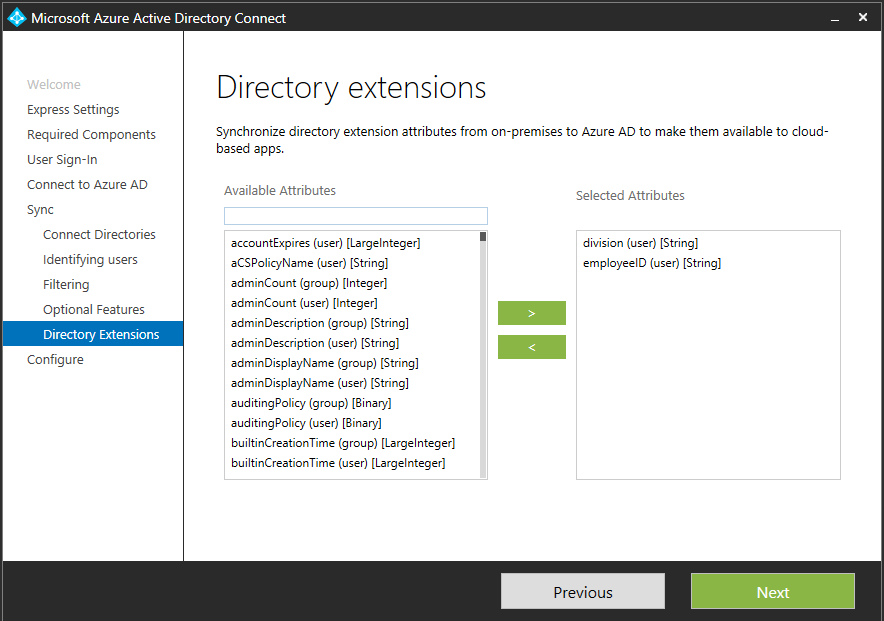 Microsoft Azure Active Directory Connect
Welcome
Express Settings
Required Components
User Sign-In
Connect to Azure AD
Sync
Connect Directories
Identifying users
Filtering
Optional Features
Directory Extensions
Configure
Directory extensions
Synchronize directory extension attributes from on-premises to Azure AD to make them available to cloud-
based apps.
Available Attributes
accountExpires (user) [LargeInteger]
aCSPolicyName (user) [String]
adminCount (group) [Integer]
adminCount (user) [Integer]
adminDescription (group) [String]
adminDescription (user) [String]
adminDisplayName (group) [String]
adminDisplayName (user) [String]
auditingPolicy (group) [Binary]
auditingPolicy (user) [Binary]
builtinCreationTime (group) [LargeInteger]
builtinCreationTime (user) [LargeInteger]
>
<
Selected Attributes
division (user) [String]
employeeID (user) [String]
Previous
Next